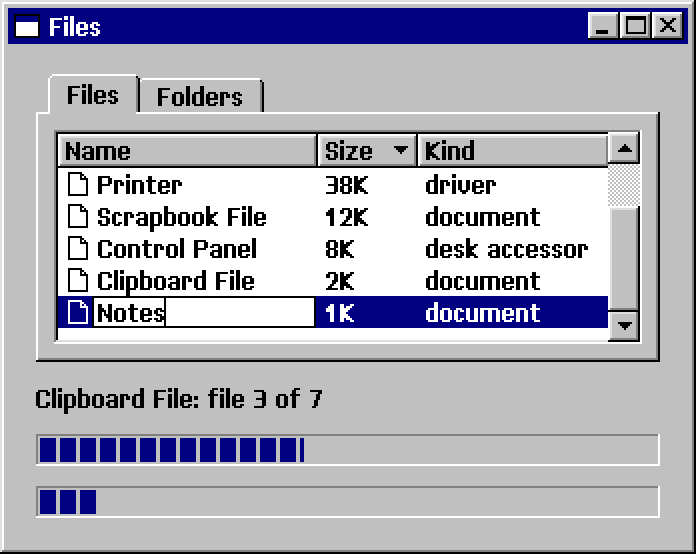 Files
Files Folders
Name Size Kind
Printer 38K driver
Scrapbook File 12K document
Control Panel 8K desk accessor
Clipboard File 2K document
Notes 1K document
Clipboard File: file 3 of 7